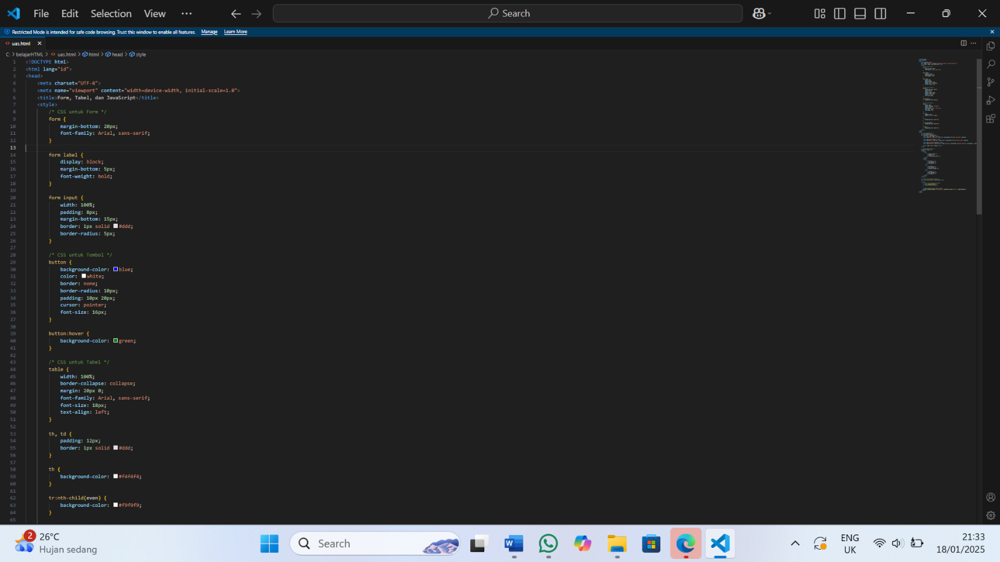 File Edit Selection View ··· Search
Restricted Mode is intended for safe code browsing. Trust this window to enable all features. Manage Learn More
uas.html
C: > belajarHTML > uas.html > html > head > style
1 <!DOCTYPE html>
2 <html lang="id">
3 <head>
4 <meta charset="UTF-8">
5 <meta name="viewport" content="width=device-width, initial-scale=1.0">
6 <title>Form, Tabel, dan JavaScript</title>
7 <style>
8 /* CSS untuk Form */
9 form {
10 margin-bottom: 20px;
11 font-family: Arial, sans-serif;
12 }
13
14 form label {
15 display: block;
16 margin-bottom: 5px;
17 font-weight: bold;
18 }
19
20 form input {
21 width: 100%;
22 padding: 8px;
23 margin-bottom: 15px;
24 border: 1px solid #ddd;
25 border-radius: 5px;
26 }
27
28 /* CSS untuk Tombol */
29 button {
30 background-color: blue;
31 color: white;
32 border: none;
33 border-radius: 10px;
34 padding: 10px 20px;
35 cursor: pointer;
36 font-size: 16px;
37 }
38
39 button:hover {
40 background-color: green;
41 }
42
43 /* CSS untuk Tabel */
44 table {
45 width: 100%;
46 border-collapse: collapse;
47 margin: 20px 0;
48 font-family: Arial, sans-serif;
49 font-size: 18px;
50 text-align: left;
51 }
52
53 th, td {
54 padding: 12px;
55 border: 1px solid #ddd;
56 }
57
58 th {
59 background-color: #f4f4f4;
60 }
61
62 tr:nth-child(even) {
63 background-color: #f9f9f9;
64 }
65
2 26°C
Hujan sedang
Search
ENG
UK
21:33
18/01/2025